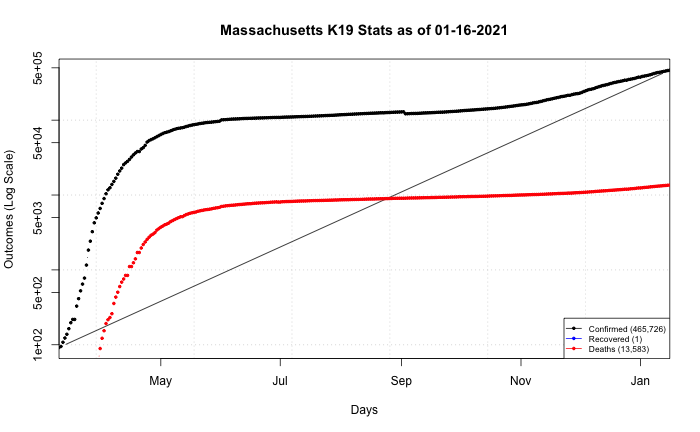 Massachusetts K19 Stats as of 01-16-2021
Outcomes (Log Scale)
5e+05
5e+04
5e+03
5e+02
1e+02
Confirmed (465,726)
Recovered (1)
Deaths (13,583)
May
Jul
Sep
Nov
Jan
Days